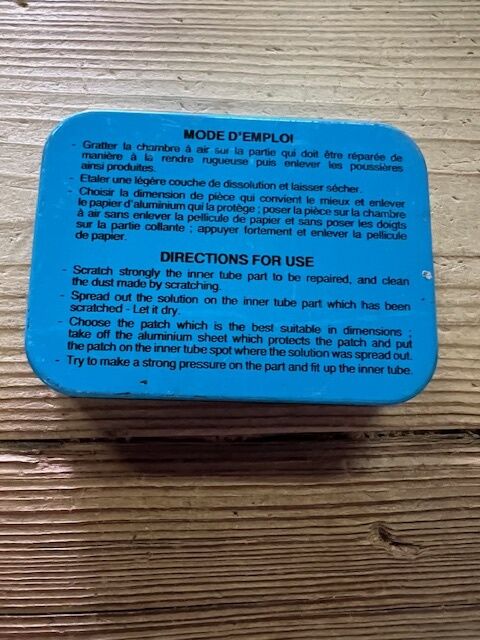 MODE D'EMPLOI
- Gratter la chambre à air sur la partie qui doit être réparée de
manière à la rendre rugueuse puis enlever les poussières
ainsi produites.
- Etaler une légère couche de dissolution et laisser sécher.
- Choisir la dimension de pièce qui convient le mieux et enlever
le papier d'aluminium qui la protège ; poser la pièce sur la chambre
à air sans enlever la pellicule de papier et sans poser les doigts
sur la partie collante ; appuyer fortement et enlever la pellicule
de papier.
DIRECTIONS FOR USE
- Scratch strongly the inner tube part to be repaired, and clean
the dust made by scratching.
- Spread out the solution on the inner tube part which has been
scratched - Let it dry.
- Choose the patch which is the best suitable in dimensions ;
take off the aluminium sheet which protects the patch and put
the patch on the inner tube spot where the solution was spread out.
- Try to make a strong pressure on the part and fit up the inner tube.